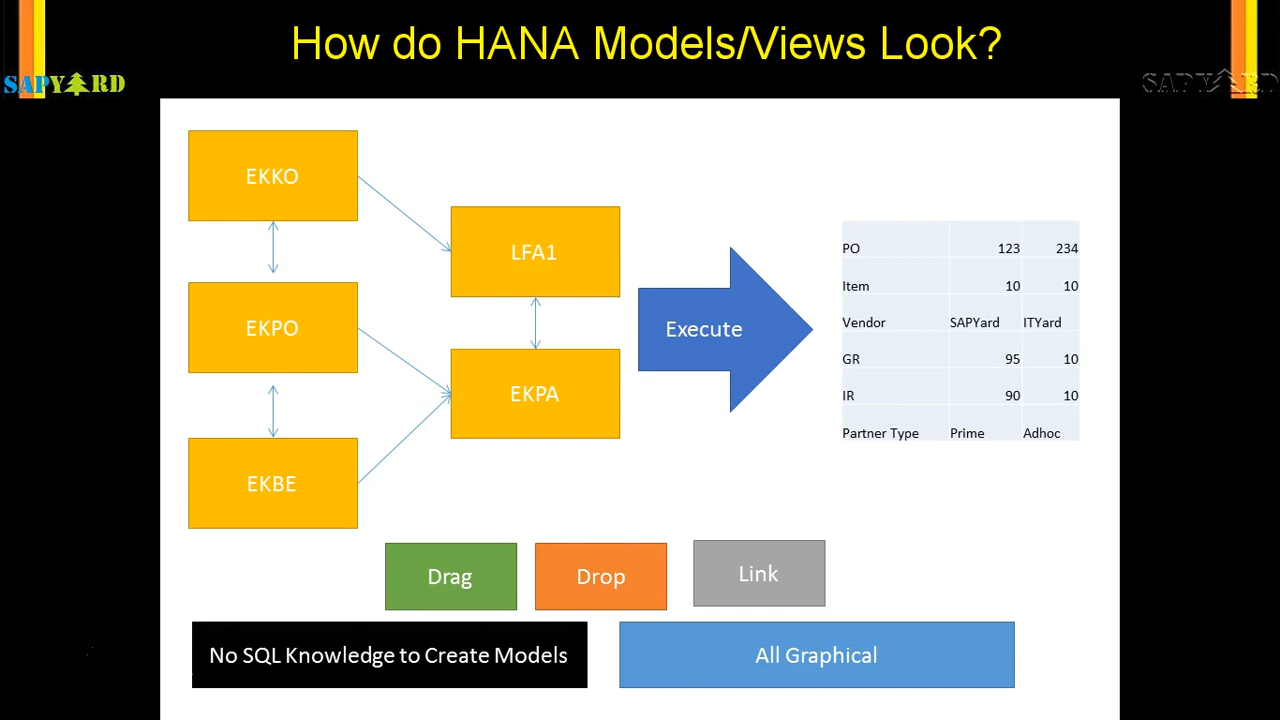 How do HANA Models/Views Look?
SAPYARD
SAPYARD
EKKO
LFA1
EKPO
EKPA
EKBE
Execute
PO 123 234
Item 10 10
Vendor SAPYard ITYard
GR 95 10
IR 90 10
Partner Type Prime Adhoc
Drag
Drop
Link
No SQL Knowledge to Create Models
All Graphical